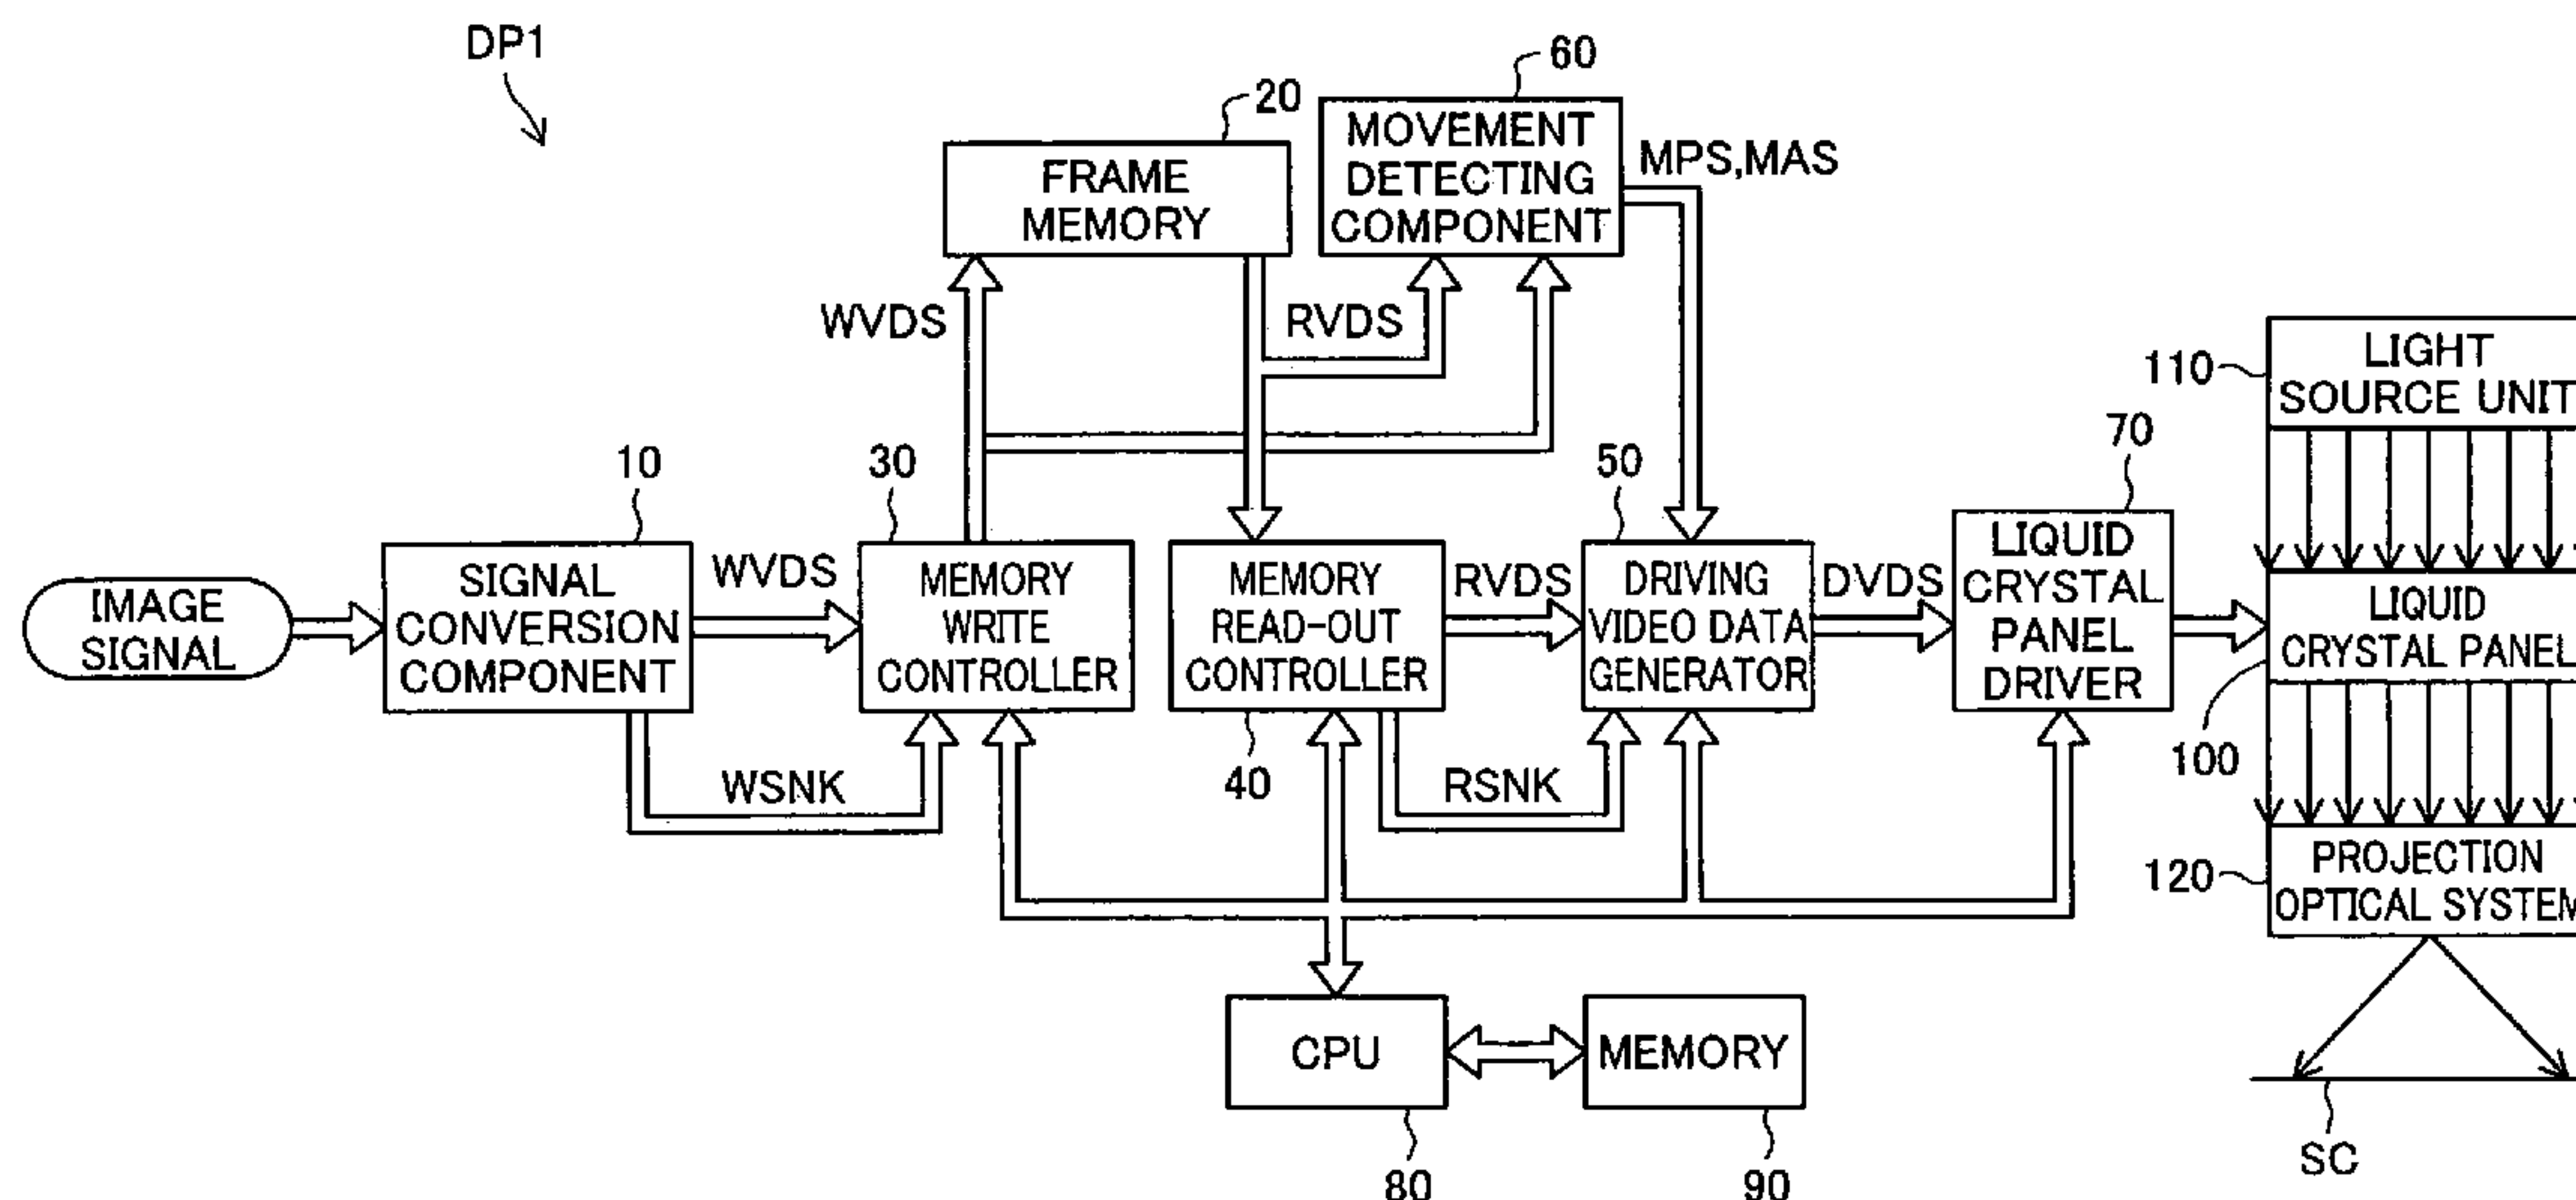 DP1
20
60
FRAME
MEMORY
MOVEMENT
DETECTING
COMPONENT
MPS,MAS
WVDS
RVDS
110
LIGHT
SOURCE UNIT
10
30
50
70
IMAGE
SIGNAL
SIGNAL
CONVERSION
COMPONENT
WVDS
MEMORY
WRITE
CONTROLLER
MEMORY
READ-OUT
CONTROLLER
RVDS
DRIVING
VIDEO DATA
GENERATOR
DVDS
LIQUID
CRYSTAL
PANEL
DRIVER
LIQUID
CRYSTAL PANEL
100
WSNK
40
RSNK
120
PROJECTION
OPTICAL SYSTEM
CPU
MEMORY
80
90
SC